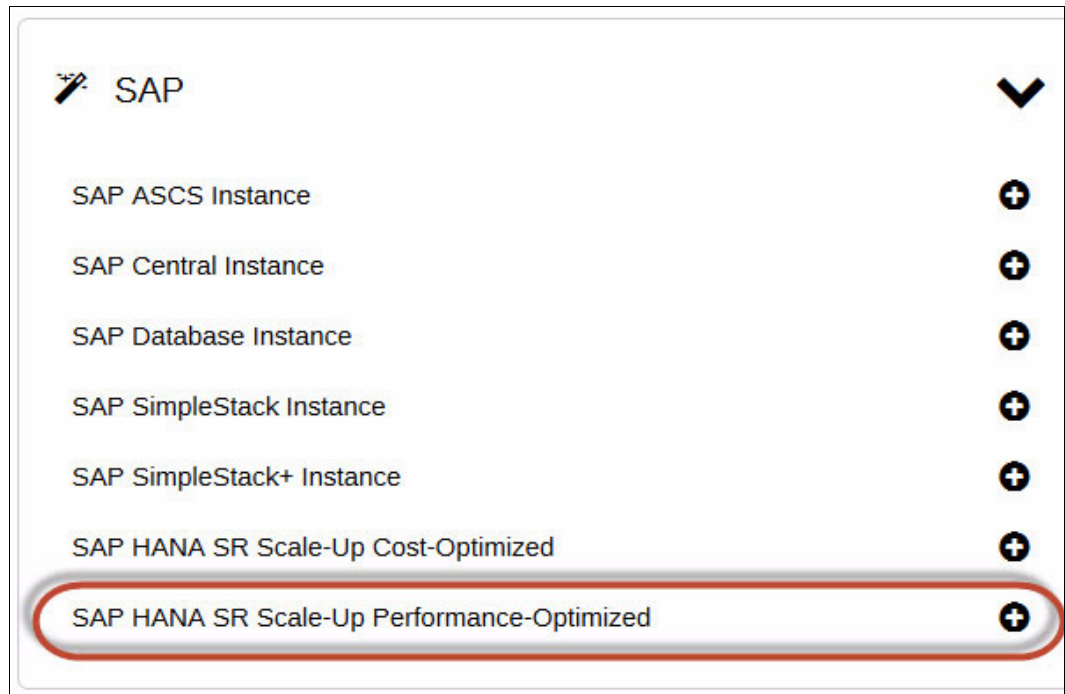 SAP
SAP ASCS Instance
SAP Central Instance
SAP Database Instance
SAP SimpleStack Instance
SAP SimpleStack+ Instance
SAP HANA SR Scale-Up Cost-Optimized
SAP HANA SR Scale-Up Performance-Optimized